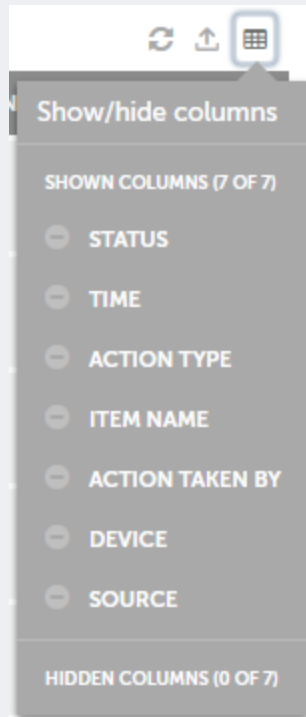 N
Show/hide columns
SHOWN COLUMNS (7 OF 7)
STATUS
TIME
ACTION TYPE
ITEM NAME
ACTION TAKEN BY
DEVICE
SOURCE
HIDDEN COLUMNS (0 OF 7)